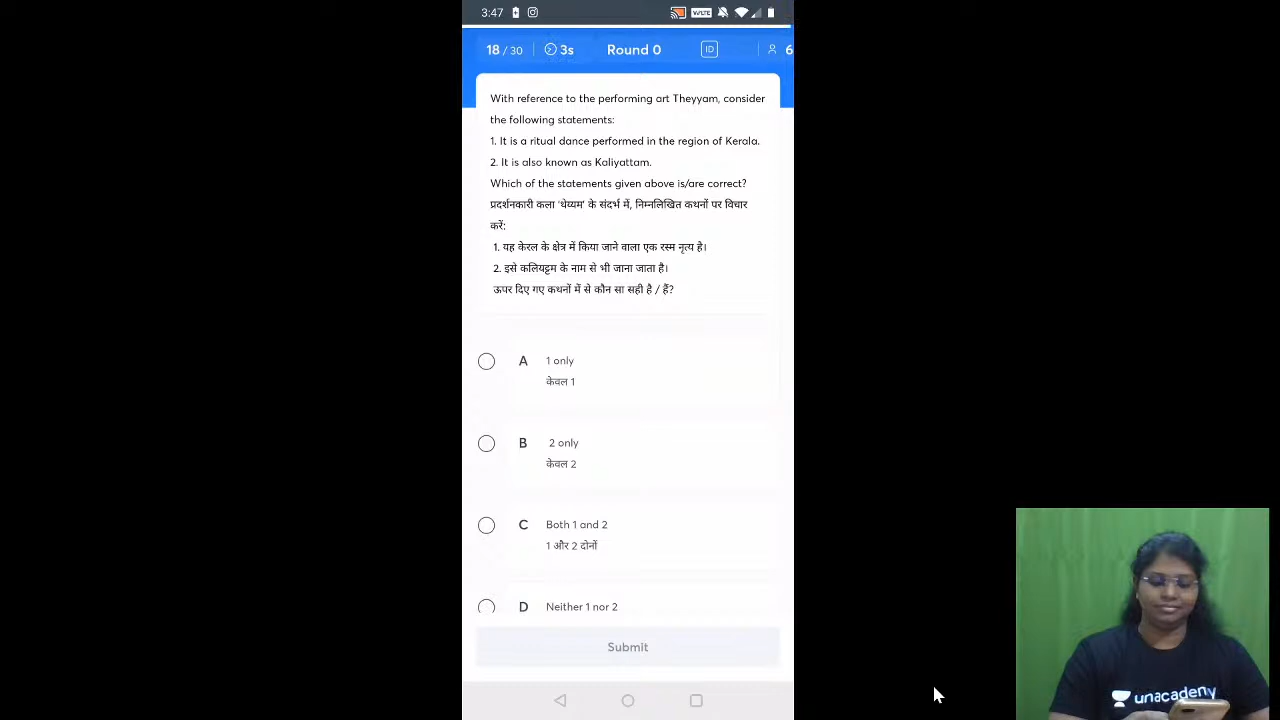 3:47
VoLTE
18 / 30
3s
Round 0
ID
6
With reference to the performing art Theyyam, consider
the following statements:
1. It is a ritual dance performed in the region of Kerala.
2. It is also known as Kaliyattam.
Which of the statements given above is/are correct?
प्रदर्शनकारी कला 'थेय्यम' के संदर्भ में, निम्नलिखित कथनों पर विचार
करें:
1. यह केरल के क्षेत्र में किया जाने वाला एक रस्म नृत्य है।
2. इसे कलियट्टम के नाम से भी जाना जाता है।
ऊपर दिए गए कथनों में से कौन सा सही है / हैं?
A 1 only
केवल 1
B 2 only
केवल 2
C Both 1 and 2
1 और 2 दोनों
D Neither 1 nor 2
Submit
unacademy